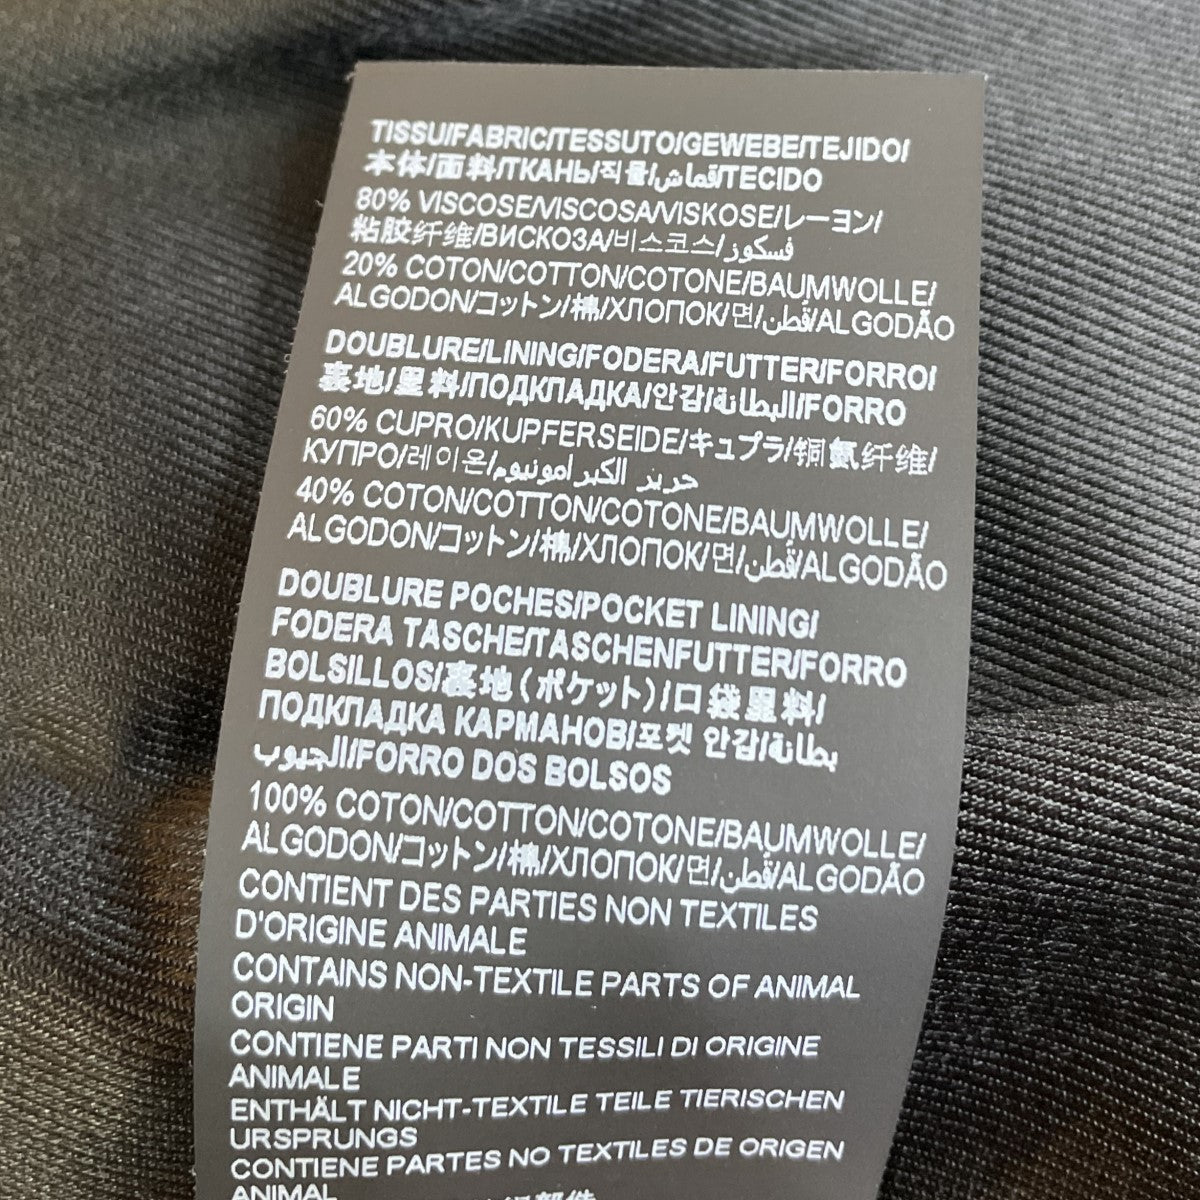 TISSU/FABRIC/TESSUTO/GEWEBE/TEJIDO/
本体/面料/ТКАНЬ/직물/قماش/TECIDO
80% VISCOSE/VISCOSA/VISKOSE/レーヨン/
粘胶纤维/ВИСКОЗА/비스코스/فسكوز
20% COTON/COTTON/COTONE/BAUMWOLLE/
ALGODON/コットン/棉/ХЛОПОК/면/قُطن/ALGODÃO
DOUBLURE/LINING/FODERA/FUTTER/FORRO/
裏地/里料/ПОДКЛАДКА/안감/البطانة/FORRO
60% CUPRO/KUPFERSEIDE/キュプラ/铜氨纤维/
КУПРО/레이온/حرير الكبرامونيوم
40% COTON/COTTON/COTONE/BAUMWOLLE/
ALGODON/コットン/棉/ХЛОПОК/면/قُطن/ALGODÃO
DOUBLURE POCHES/POCKET LINING/
FODERA TASCHE/TASCHENFUTTER/FORRO
BOLSILLOS/裏地(ポケット)/口袋里料/
ПОДКЛАДКА КАРМАНОВ/포켓 안감/بطانة
الجيوب/FORRO DOS BOLSOS
100% COTON/COTTON/COTONE/BAUMWOLLE/
ALGODON/コットン/棉/ХЛОПОК/면/قُطن/ALGODÃO
CONTIENT DES PARTIES NON TEXTILES
D'ORIGINE ANIMALE
CONTAINS NON-TEXTILE PARTS OF ANIMAL
ORIGIN
CONTIENE PARTI NON TESSILI DI ORIGINE
ANIMALE
ENTHÄLT NICHT-TEXTILE TEILE TIERISCHEN
URSPRUNGS
CONTIENE PARTES NO TEXTILES DE ORIGEN
ANIMAL